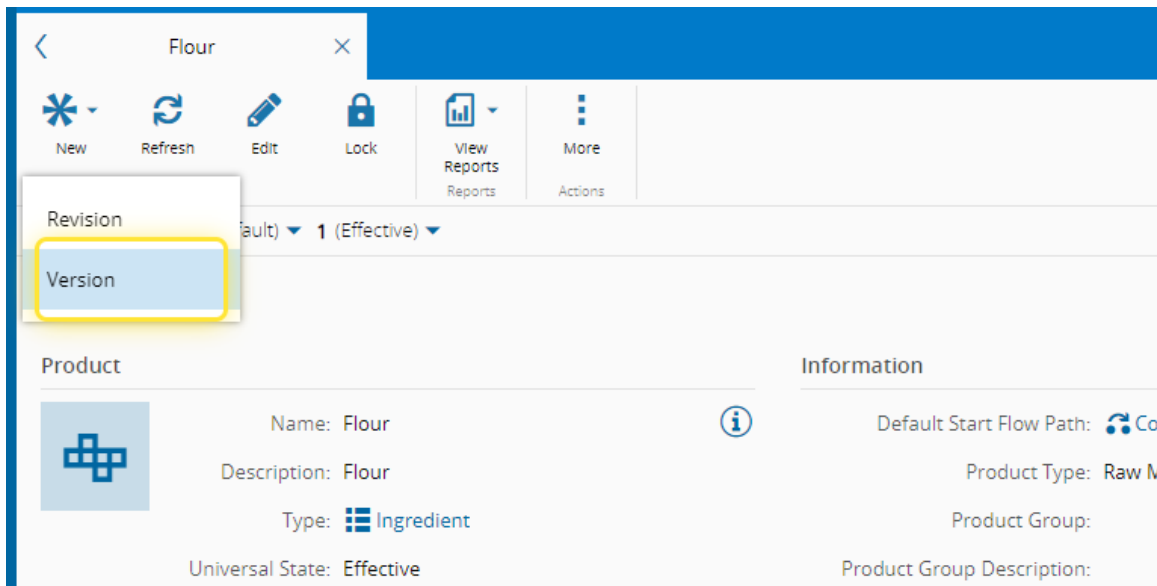 Flour
New Refresh Edit Lock View Reports More
Reports Actions
Revision
ault) 1 (Effective)
Version
Product
Information
Name: Flour
Description: Flour
Type: Ingredient
Universal State: Effective
Default Start Flow Path: Co
Product Type: Raw M
Product Group:
Product Group Description: